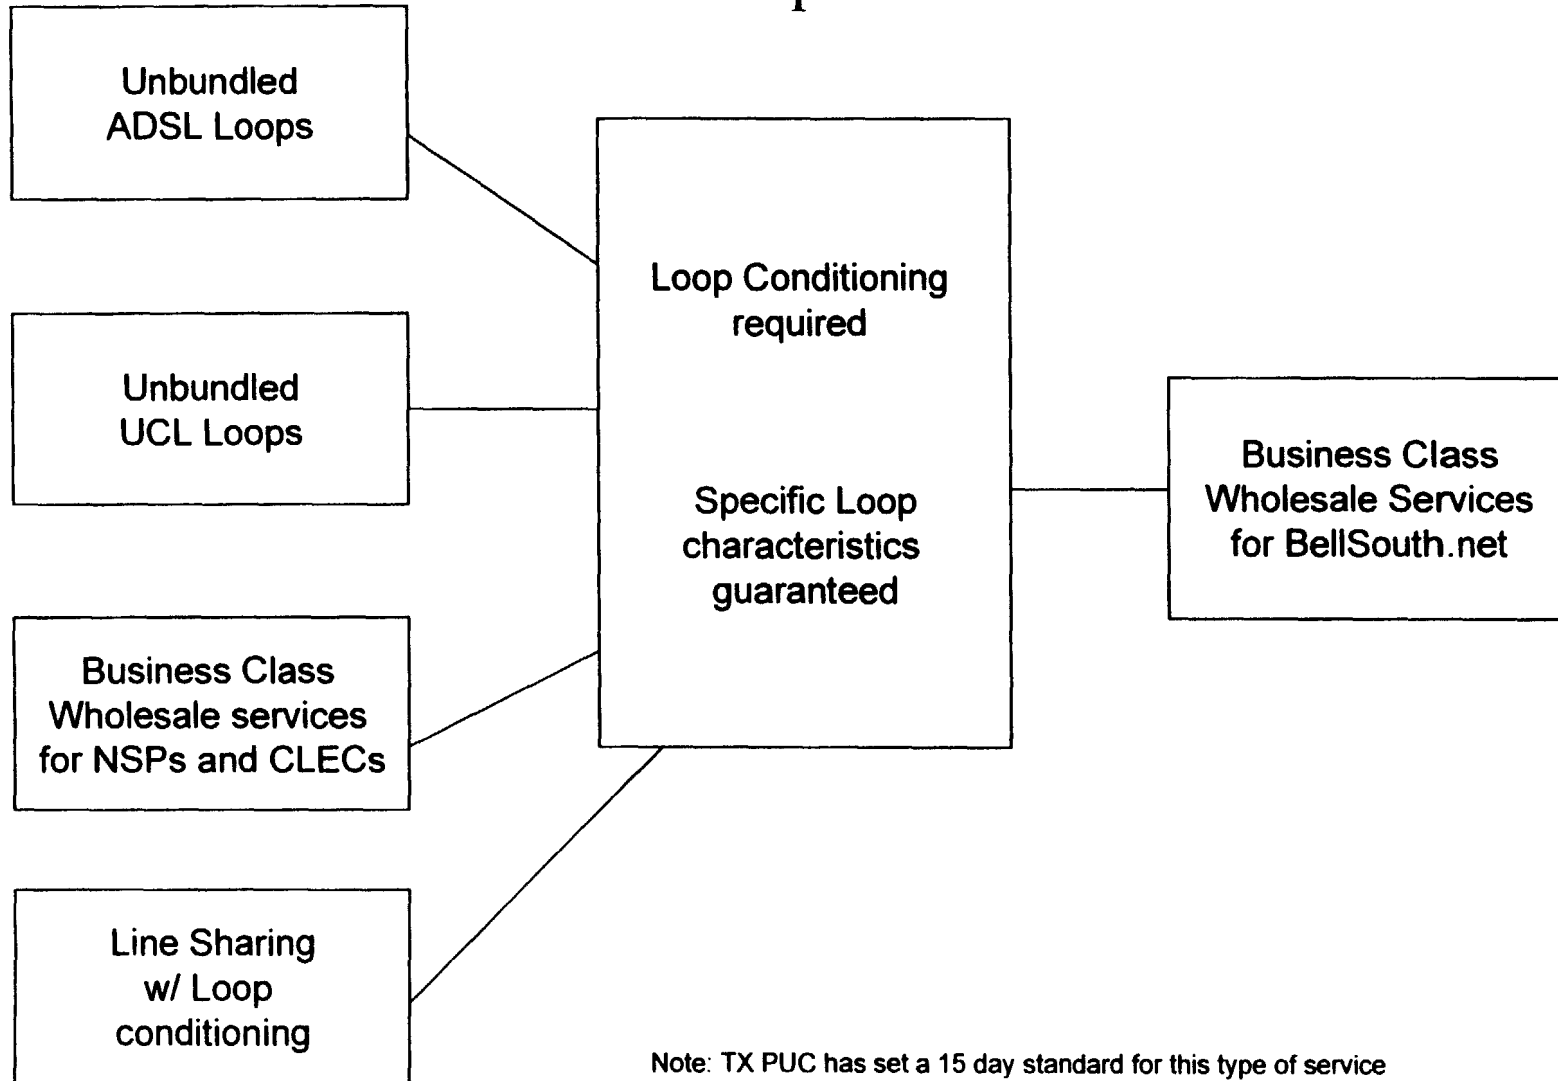 Unbundled
ADSL Loops
Unbundled
UCL Loops
Business Class
Wholesale services
for NSPs and CLECs
Line Sharing
w/ Loop
conditioning
Loop Conditioning
required
Specific Loop
characteristics
guaranteed
Business Class
Wholesale Services
for BellSouth.net
Note: TX PUC has set a 15 day standard for this type of service